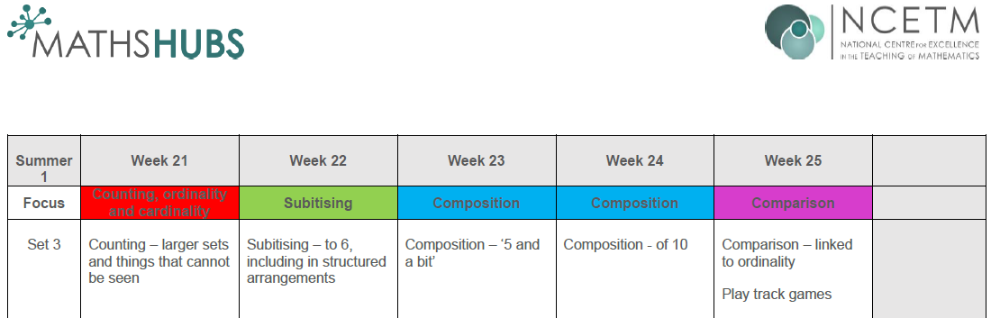 MATHSHUBS
NCETM
NATIONAL CENTRE for EXCELLENCE
IN THE TEACHING OF MATHEMATICS
Summer 1
Week 21
Week 22
Week 23
Week 24
Week 25
Focus
Counting, ordinality
and cardinality
Subitising
Composition
Composition
Comparison
Set 3
Counting – larger sets
and things that cannot
be seen
Subitising – to 6,
including in structured
arrangements
Composition – ‘5 and
a bit’
Composition - of 10
Comparison – linked
to ordinality
Play track games